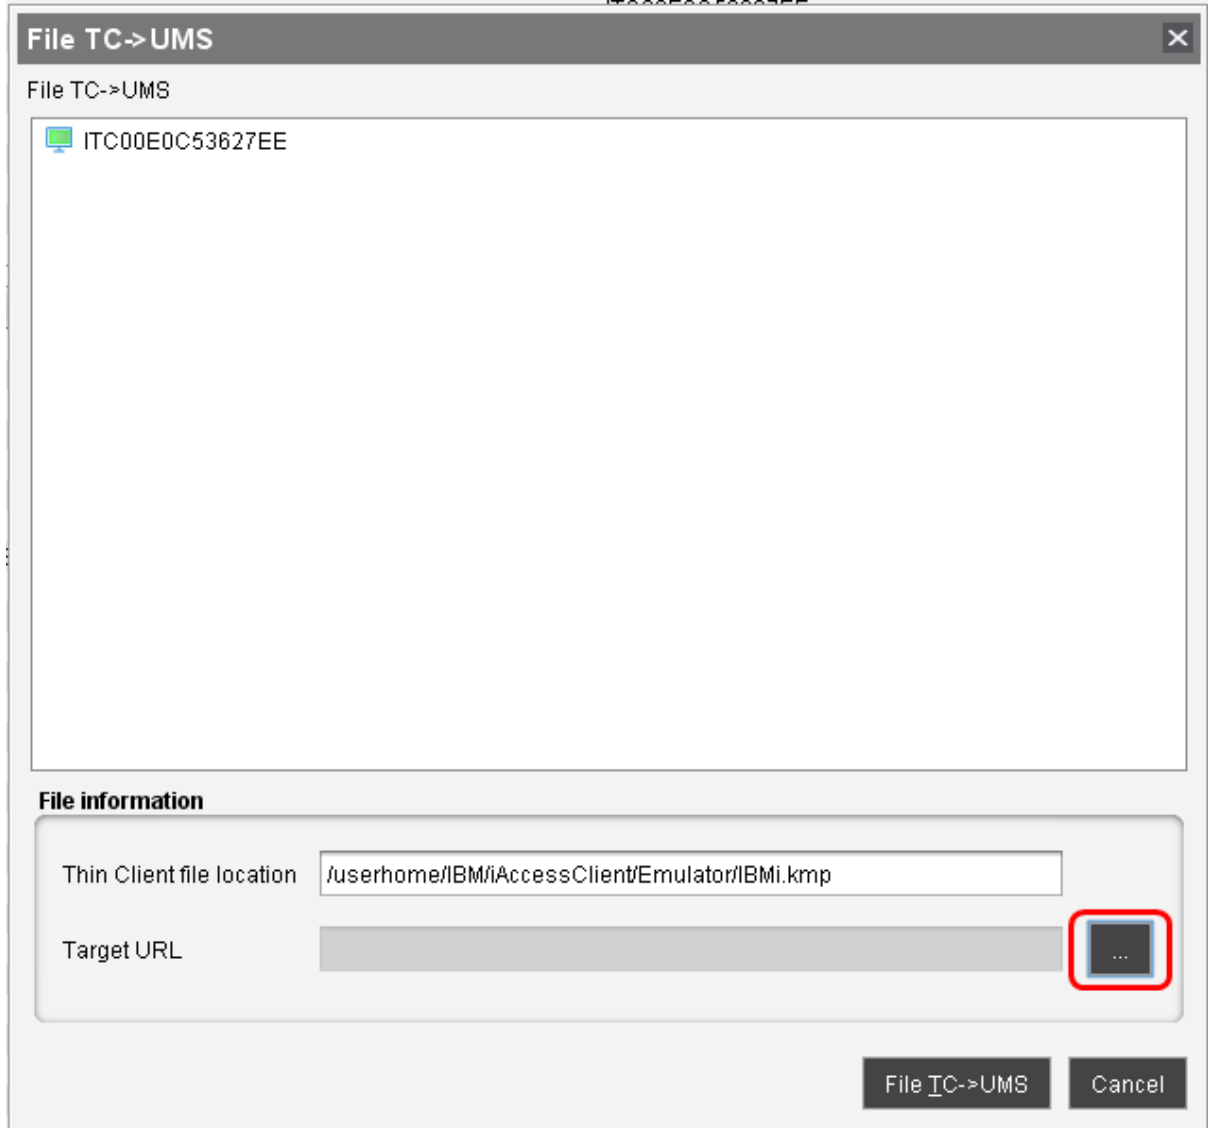 File TC->UMS
File TC->UMS
ITC00E0C53627EE
File information
Thin Client file location /userhome/IBM/iAccessClient/Emulator/IBMi.kmp
Target URL ...
File TC->UMS Cancel